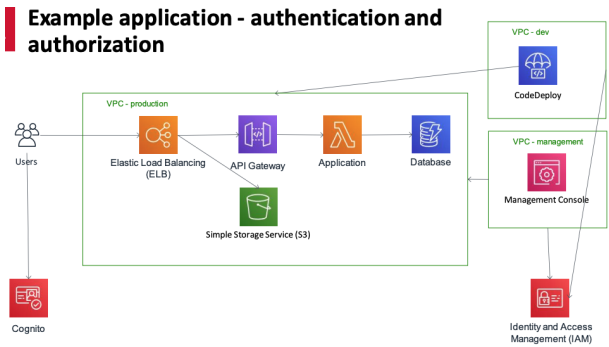 Example application - authentication and
authorization
VPC - dev
CodeDeploy
VPC - production
Users
Elastic Load Balancing
(ELB)
API Gateway
Application
Database
VPC - management
Management Console
Simple Storage Service (S3)
Cognito
Identity and Access
Management (IAM)